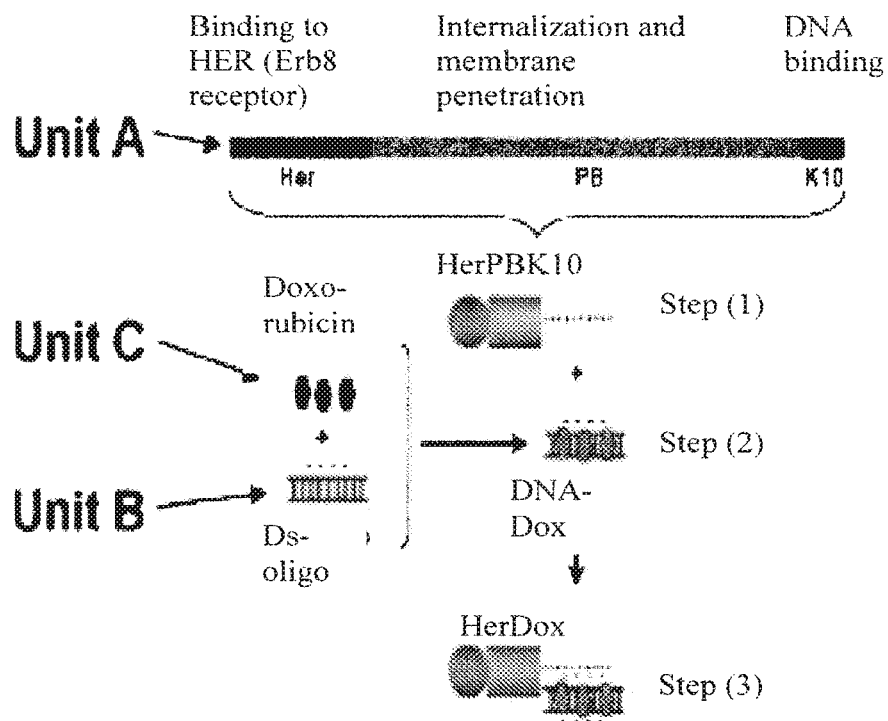 Binding to
HER (Erb8
receptor)
Internalization and
membrane
penetration
DNA
binding
Unit A
Her
PB
K10
HerPBK10
Step (1)
Doxo-
rubicin
Unit C
+
+
Step (2)
Unit B
DNA-
Dox
Ds-
oligo
HerDox
Step (3)